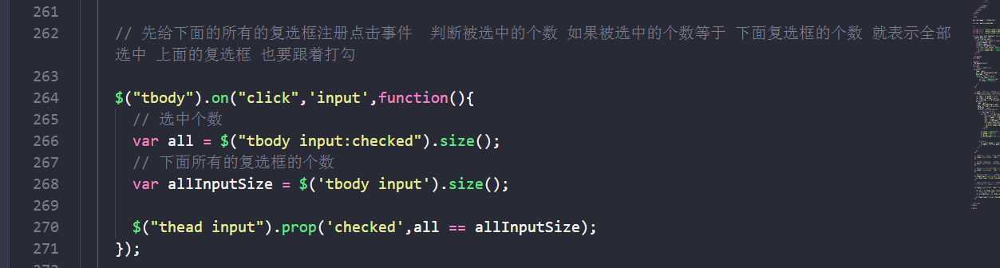 261
262 // 先给下面的所有的复选框注册点击事件  判断被选中的个数 如果被选中的个数等于 下面复选框的个数 就表示全部
选中 上面的复选框 也要跟着打勾
263
264 $("tbody").on("click",'input',function(){
265 // 选中个数
266 var all = $("tbody input:checked").size();
267 // 下面所有的复选框的个数
268 var allInputSize = $('tbody input').size();
269
270 $("thead input").prop('checked',all == allInputSize);
271 });